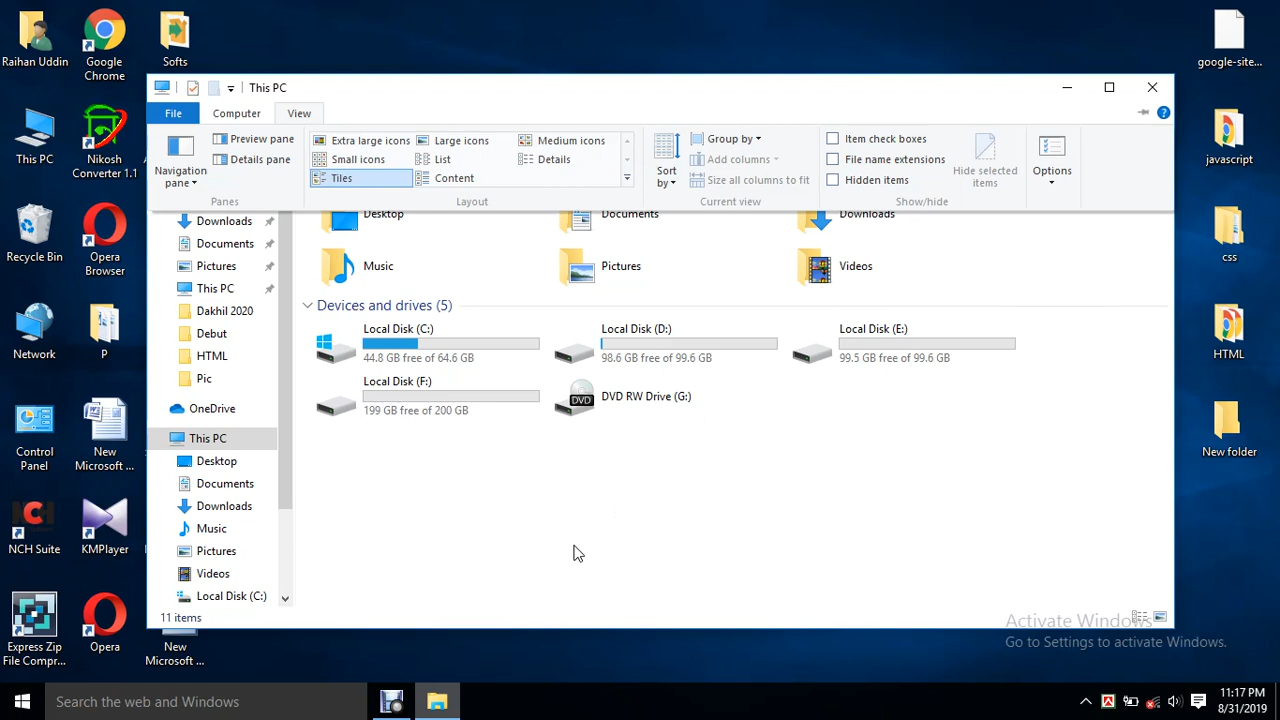 Raihan Uddin
Google Chrome
Softs
google-site...
This PC
File
Computer
View
Navigation pane
Preview pane
Details pane
Panes
Extra large icons
Large icons
Medium icons
Small icons
List
Details
Tiles
Content
Layout
Sort by
Group by
Add columns
Size all columns to fit
Current view
Item check boxes
File name extensions
Hidden items
Hide selected items
Show/hide
Options
This PC
Nikosh Converter 1.1
Recycle Bin
Opera Browser
Network
P
Control Panel
New Microsoft ...
NCH Suite
KMPlayer
Express Zip File Compr...
Opera
New Microsoft ...
Downloads
Documents
Pictures
This PC
Dakhil 2020
Debut
HTML
Pic
OneDrive
This PC
Desktop
Documents
Downloads
Music
Pictures
Videos
Local Disk (C:)
Desktop
Documents
Downloads
Music
Pictures
Videos
Devices and drives (5)
Local Disk (C:)
44.8 GB free of 64.6 GB
Local Disk (D:)
98.6 GB free of 99.6 GB
Local Disk (E:)
99.5 GB free of 99.6 GB
Local Disk (F:)
199 GB free of 200 GB
DVD
DVD RW Drive (G:)
11 items
javascript
css
HTML
New folder
Activate Windows
Go to Settings to activate Windows.
Search the web and Windows
11:17 PM
8/31/2019